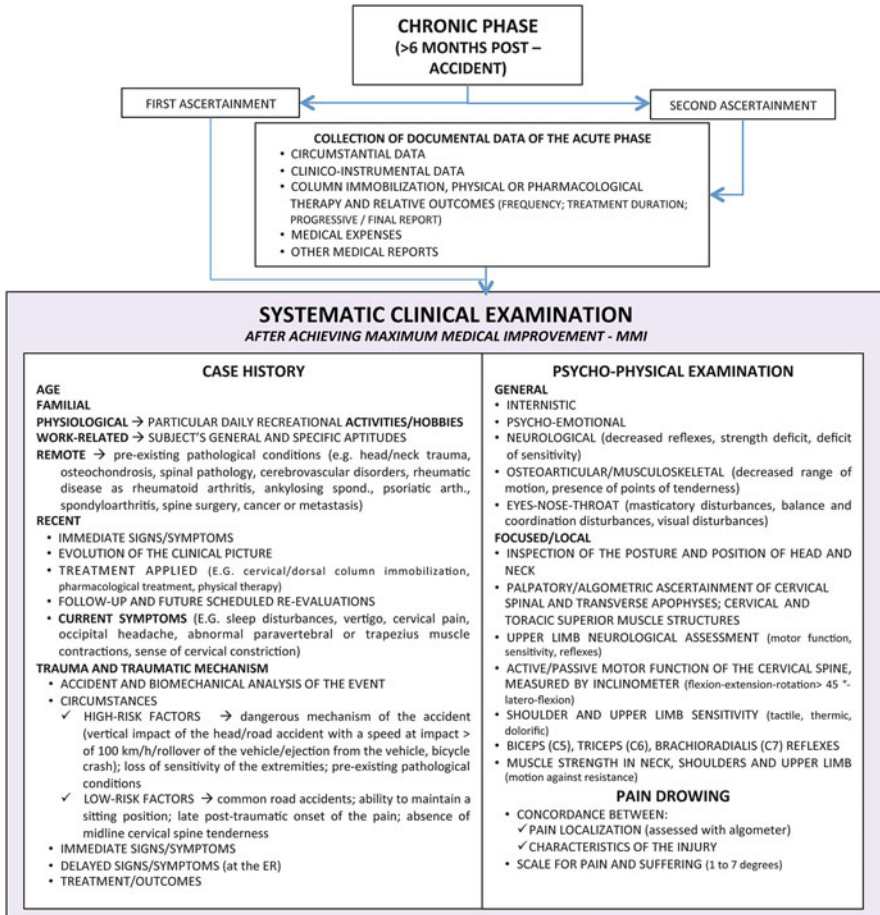 CHRONIC PHASE
(>6 MONTHS POST –
ACCIDENT)
FIRST ASCERTAINMENT
SECOND ASCERTAINMENT
COLLECTION OF DOCUMENTAL DATA OF THE ACUTE PHASE
• CIRCUMSTANTIAL DATA
• CLINICO-INSTRUMENTAL DATA
• COLUMN IMMOBILIZATION, PHYSICAL OR PHARMACOLOGICAL
THERAPY AND RELATIVE OUTCOMES (FREQUENCY; TREATMENT DURATION;
PROGRESSIVE / FINAL REPORT)
• MEDICAL EXPENSES
• OTHER MEDICAL REPORTS
SYSTEMATIC CLINICAL EXAMINATION
AFTER ACHIEVING MAXIMUM MEDICAL IMPROVEMENT - MMI
CASE HISTORY
AGE
FAMILIAL
PHYSIOLOGICAL → PARTICULAR DAILY RECREATIONAL ACTIVITIES/HOBBIES
WORK-RELATED → SUBJECT'S GENERAL AND SPECIFIC APTITUDES
REMOTE → pre-existing pathological conditions (e.g. head/neck trauma,
osteochondrosis, spinal pathology, cerebrovascular disorders, rheumatic
disease as rheumatoid arthritis, ankylosing spond., psoriatic arth.,
spondyloarthritis, spine surgery, cancer or metastasis)
RECENT
• IMMEDIATE SIGNS/SYMPTOMS
• EVOLUTION OF THE CLINICAL PICTURE
• TREATMENT APPLIED (E.G. cervical/dorsal column immobilization,
pharmacological treatment, physical therapy)
• FOLLOW-UP AND FUTURE SCHEDULED RE-EVALUATIONS
• CURRENT SYMPTOMS (E.G. sleep disturbances, vertigo, cervical pain,
occipital headache, abnormal paravertebral or trapezius muscle
contractions, sense of cervical constriction)
TRAUMA AND TRAUMATIC MECHANISM
• ACCIDENT AND BIOMECHANICAL ANALYSIS OF THE EVENT
• CIRCUMSTANCES
✓ HIGH-RISK FACTORS → dangerous mechanism of the accident
(vertical impact of the head/road accident with a speed at impact >
of 100 km/h/rollover of the vehicle/ejection from the vehicle, bicycle
crash); loss of sensitivity of the extremities; pre-existing pathological
conditions
✓ LOW-RISK FACTORS → common road accidents; ability to maintain a
sitting position; late post-traumatic onset of the pain; absence of
midline cervical spine tenderness
• IMMEDIATE SIGNS/SYMPTOMS
• DELAYED SIGNS/SYMPTOMS (at the ER)
• TREATMENT/OUTCOMES
PSYCHO-PHYSICAL EXAMINATION
GENERAL
• INTERNISTIC
• PSYCHO-EMOTIONAL
• NEUROLOGICAL (decreased reflexes, strength deficit, deficit
of sensitivity)
• OSTEOARTICULAR/MUSCULOSKELETAL (decreased range of
motion, presence of points of tenderness)
• EYES-NOSE-THROAT (masticatory disturbances, balance and
coordination disturbances, visual disturbances)
FOCUSED/LOCAL
• INSPECTION OF THE POSTURE AND POSITION OF HEAD AND
NECK
• PALPATORY/ALGOMETRIC ASCERTAINMENT OF CERVICAL
SPINAL AND TRANSVERSE APOPHYSES; CERVICAL AND
TORACIC SUPERIOR MUSCLE STRUCTURES
• UPPER LIMB NEUROLOGICAL ASSESSMENT (motor function,
sensitivity, reflexes)
• ACTIVE/PASSIVE MOTOR FUNCTION OF THE CERVICAL SPINE,
MEASURED BY INCLINOMETER (flexion-extension-rotation> 45 °-
latero-flexion)
• SHOULDER AND UPPER LIMB SENSITIVITY (tactile, thermic,
dolorific)
• BICEPS (C5), TRICEPS (C6), BRACHIORADIALIS (C7) REFLEXES
• MUSCLE STRENGTH IN NECK, SHOULDERS AND UPPER LIMB
(motion against resistance)
PAIN DROWING
• CONCORDANCE BETWEEN:
✓ PAIN LOCALIZATION (assessed with algometer)
✓ CHARACTERISTICS OF THE INJURY
• SCALE FOR PAIN AND SUFFERING (1 to 7 degrees)